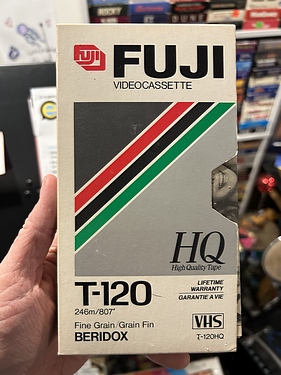 FUJI
VIDEOCASSETTE
HQ
High Quality Tape
T-120
246m/807'
LIFETIME
WARRANTY
GARANTIE A VIE
Fine Grain/Grain Fin
BERIDOX
VHS
T-120HQ